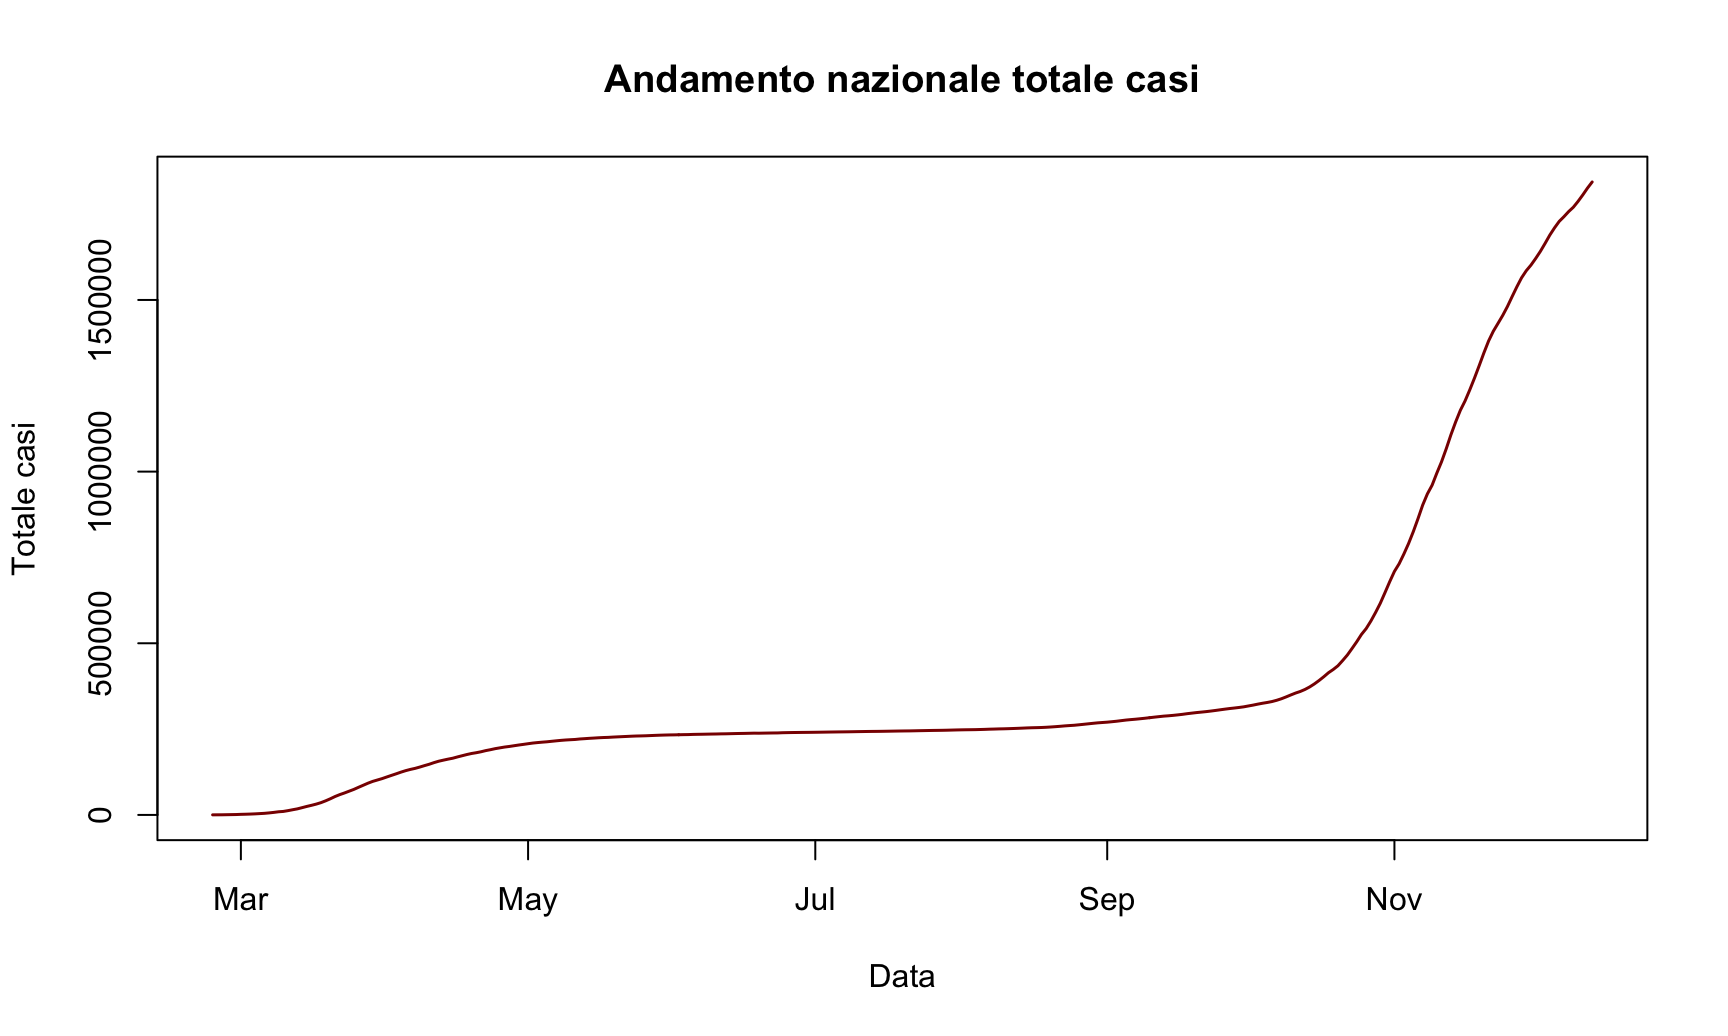 Andamento nazionale totale casi
Totale casi
1500000
1000000
500000
0
Mar May Jul Sep Nov
Data